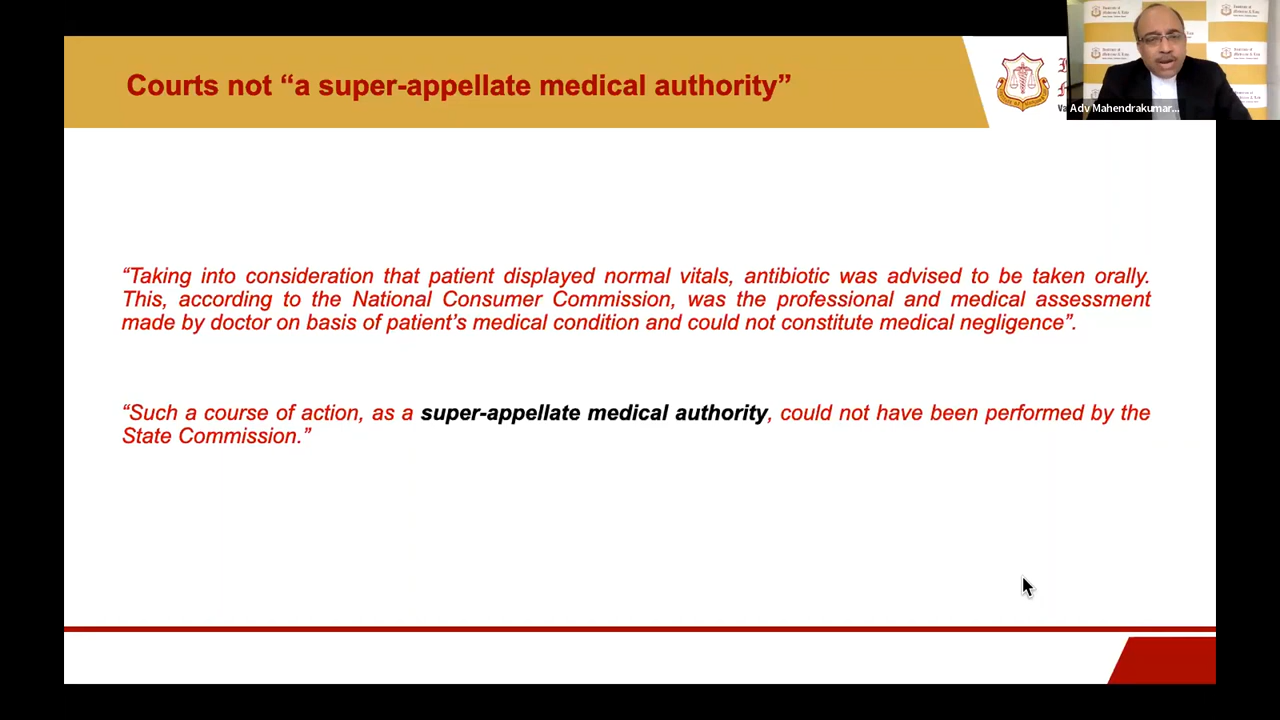 Courts not “a super-appellate medical authority”
Adv Mahendrakumar...
“Taking into consideration that patient displayed normal vitals, antibiotic was advised to be taken orally.
This, according to the National Consumer Commission, was the professional and medical assessment
made by doctor on basis of patient’s medical condition and could not constitute medical negligence”.
“Such a course of action, as a super-appellate medical authority, could not have been performed by the
State Commission.”